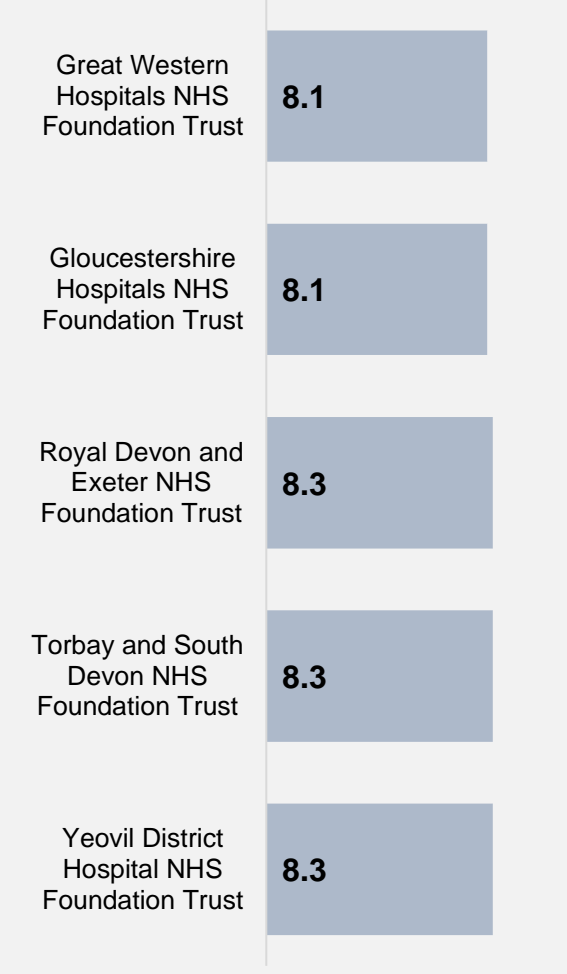 Great Western
Hospitals NHS
Foundation Trust
8.1
Gloucestershire
Hospitals NHS
Foundation Trust
8.1
Royal Devon and
Exeter NHS
Foundation Trust
8.3
Torbay and South
Devon NHS
Foundation Trust
8.3
Yeovil District
Hospital NHS
Foundation Trust
8.3